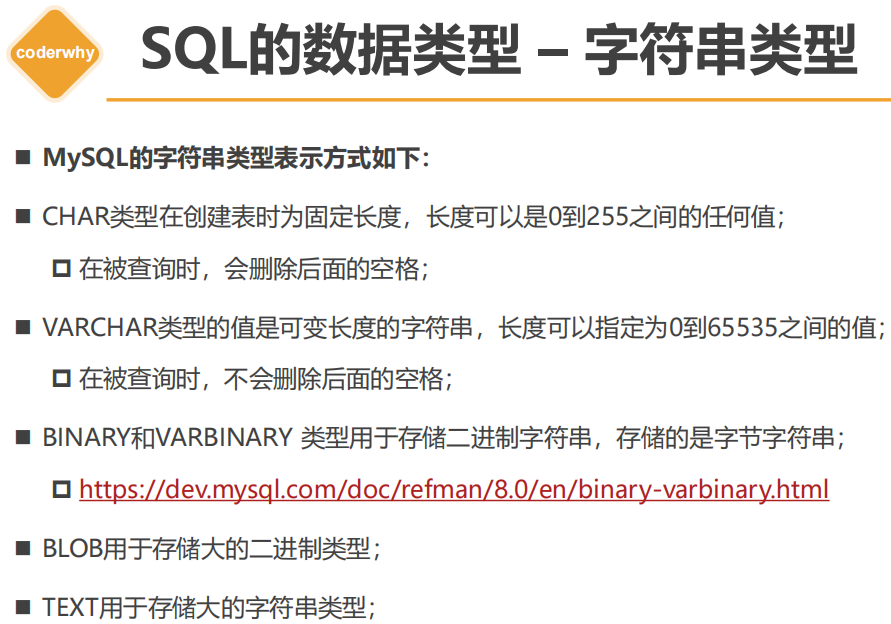 coderwhy
SQL的数据类型 – 字符串类型
MySQL的字符串类型表示方式如下：
CHAR类型在创建表时为固定长度，长度可以是0到255之间的任何值；
在被查询时，会删除后面的空格；
VARCHAR类型的值是可变长度的字符串，长度可以指定为0到65535之间的值；
在被查询时，不会删除后面的空格；
BINARY和VARBINARY 类型用于存储二进制字符串，存储的是字节字符串；
https://dev.mysql.com/doc/refman/8.0/en/binary-varbinary.html
BLOB用于存储大的二进制类型；
TEXT用于存储大的字符串类型；